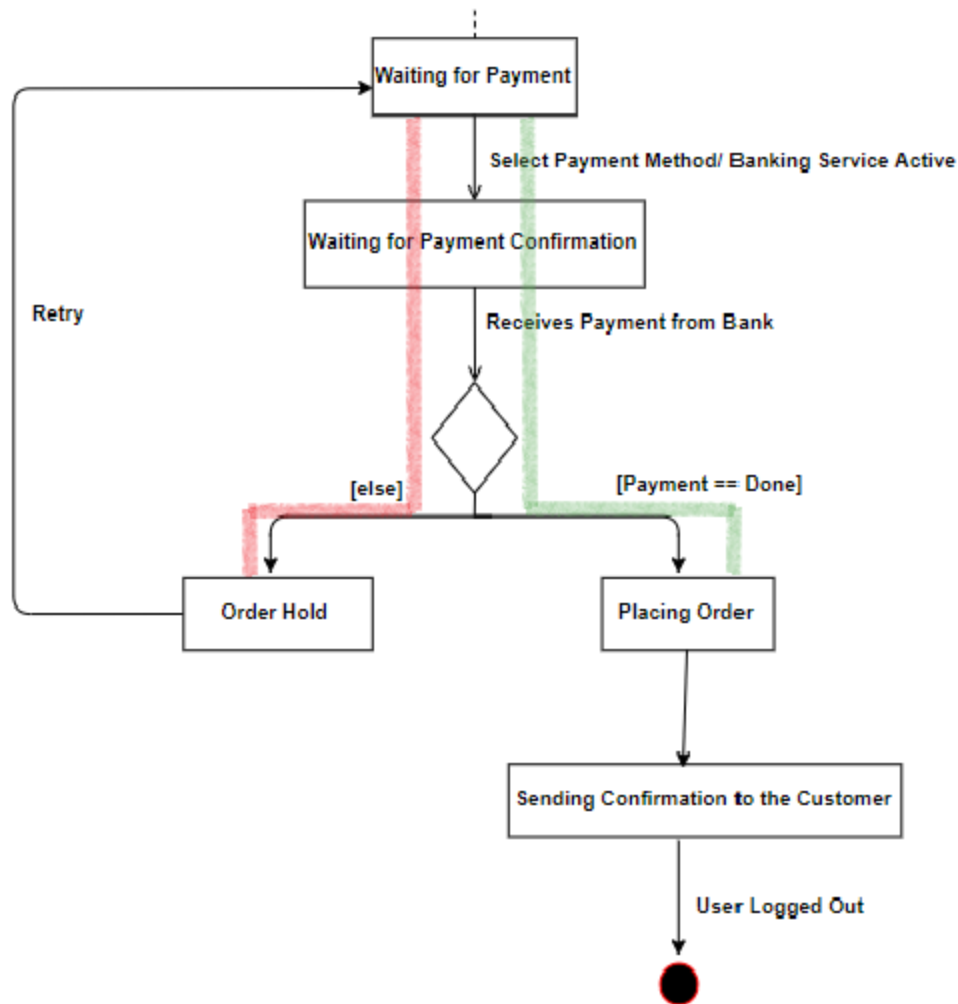 Waiting for Payment
Select Payment Method/ Banking Service Active
Waiting for Payment Confirmation
Retry
Receives Payment from Bank
[else]
[Payment == Done]
Order Hold
Placing Order
Sending Confirmation to the Customer
User Logged Out